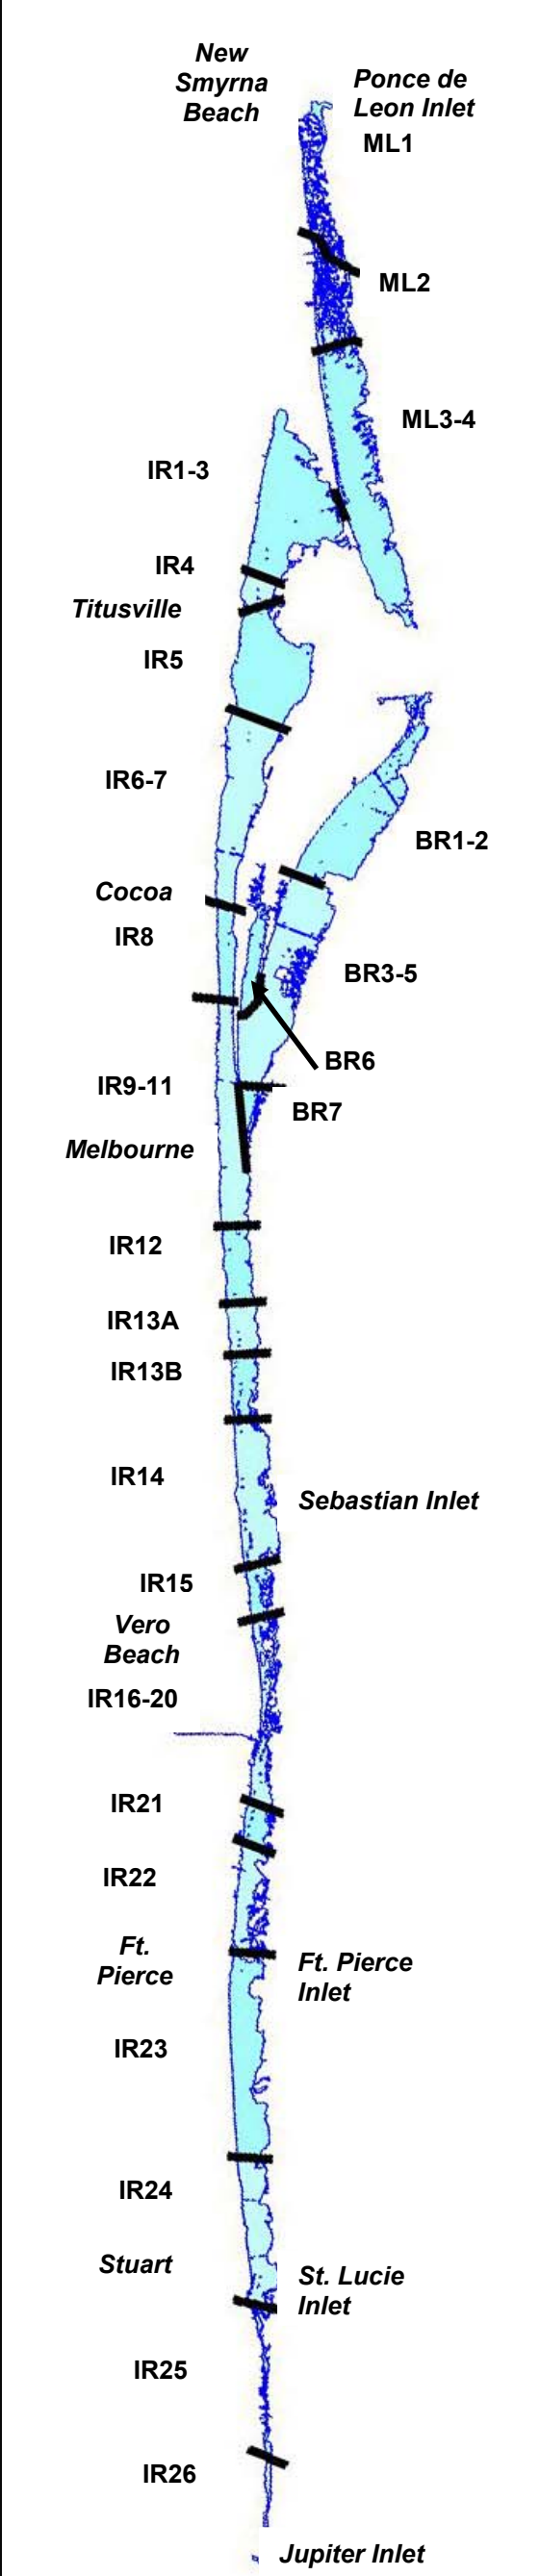 New
Smyrna
Beach
Ponce de
Leon Inlet
ML1
ML2
ML3-4
IR1-3
IR4
Titusville
IR5
IR6-7
BR1-2
Cocoa
IR8
BR3-5
BR6
IR9-11
BR7
Melbourne
IR12
IR13A
IR13B
IR14
Sebastian Inlet
IR15
Vero
Beach
IR16-20
IR21
IR22
Ft.
Pierce
Ft. Pierce
Inlet
IR23
IR24
Stuart
St. Lucie
Inlet
IR25
IR26
Jupiter Inlet